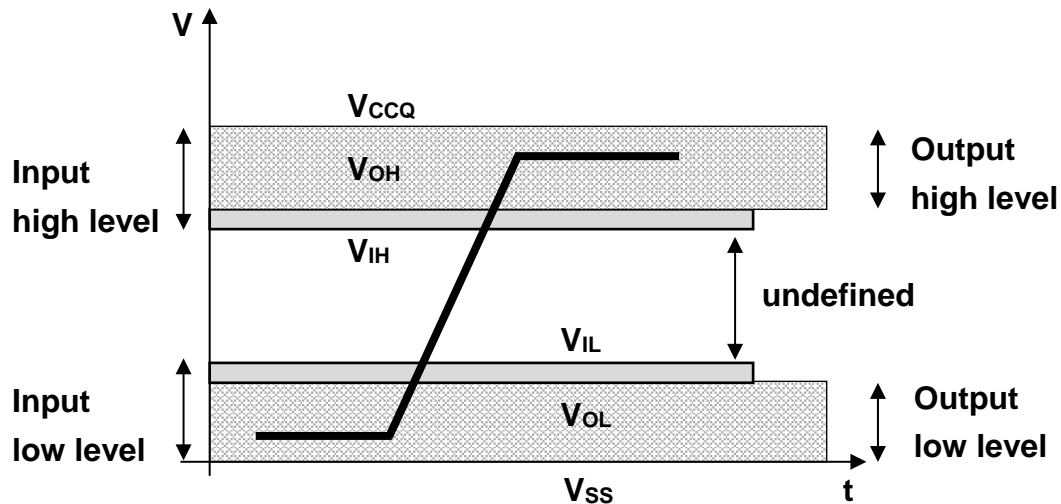 V
VCCQ
Input
high level
VOH
Output
high level
VIH
undefined
VIL
Input
low level
VOL
Output
low level
VSS
t